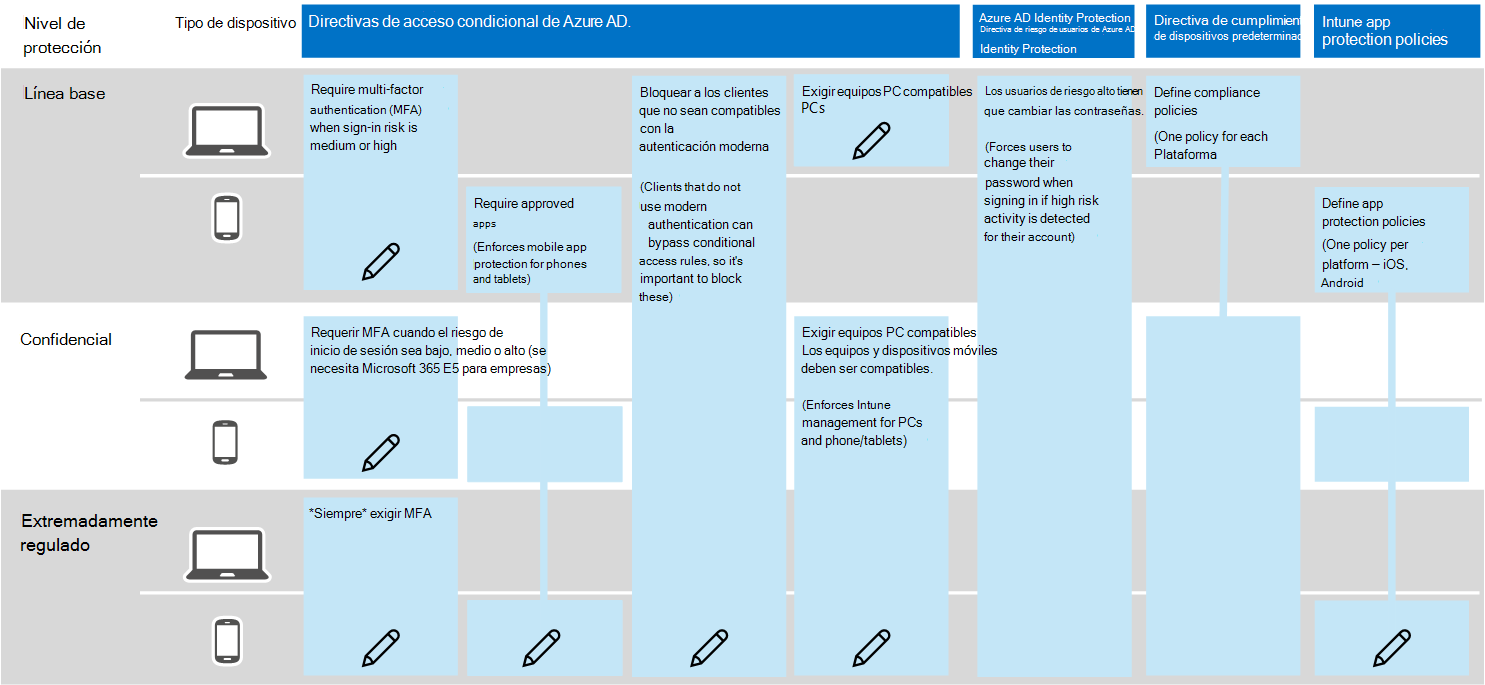 Nivel de
protección
Tipo de dispositivo
Directivas de acceso condicional de Azure AD.
Azure AD Identity Protection
Directiva de riesgo de usuarios de Azure AD
Identity Protection
Directiva de cumplimien
de dispositivos predeterminad
Intune app
protection policies
Línea base
Require multi-factor
authentication (MFA)
when sign-in risk is
medium or high
Require approved
apps
(Enforces mobile app
protection for phones
and tablets)
Bloquear a los clientes
que no sean compatibles
con la
autenticación moderna
(Clients that do not
use modern
authentication can
bypass conditional
access rules, so it's
important to block
these)
Exigir equipos PC compatibles
PCs
Los usuarios de riesgo alto tienen
que cambiar las contraseñas.
(Forces users to
change their
password when
signing in if high risk
activity is detected
for their account)
Define compliance
policies
(One policy for each
Plataforma
Define app
protection policies
(One policy per
platform – iOS,
Android
Confidencial
Requerir MFA cuando el riesgo de
inicio de sesión sea bajo, medio o alto (se
necesita Microsoft 365 E5 para empresas)
Exigir equipos PC compatibles
Los equipos y dispositivos móviles
deben ser compatibles.
(Enforces Intune
management for PCs
and phone/tablets)
Extremadamente
regulado
*Siempre* exigir MFA